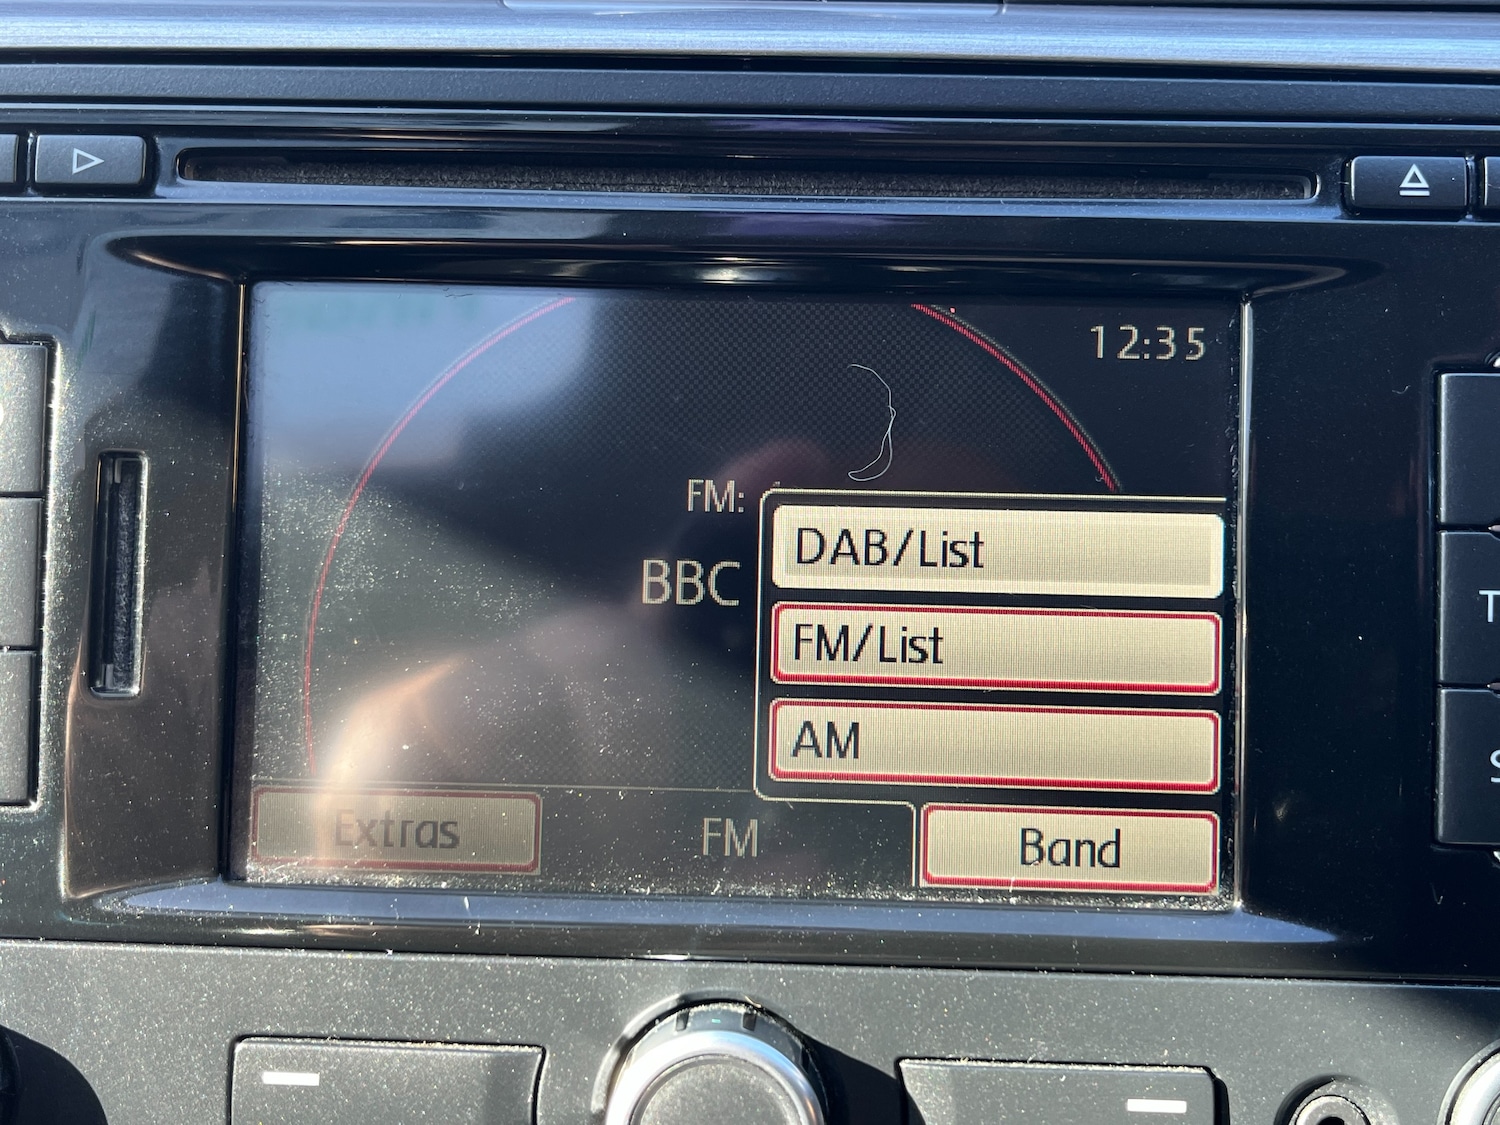 12:35
FM:
BBC
DAB/List
FM/List
AM
Extras
FM
Band
T
S